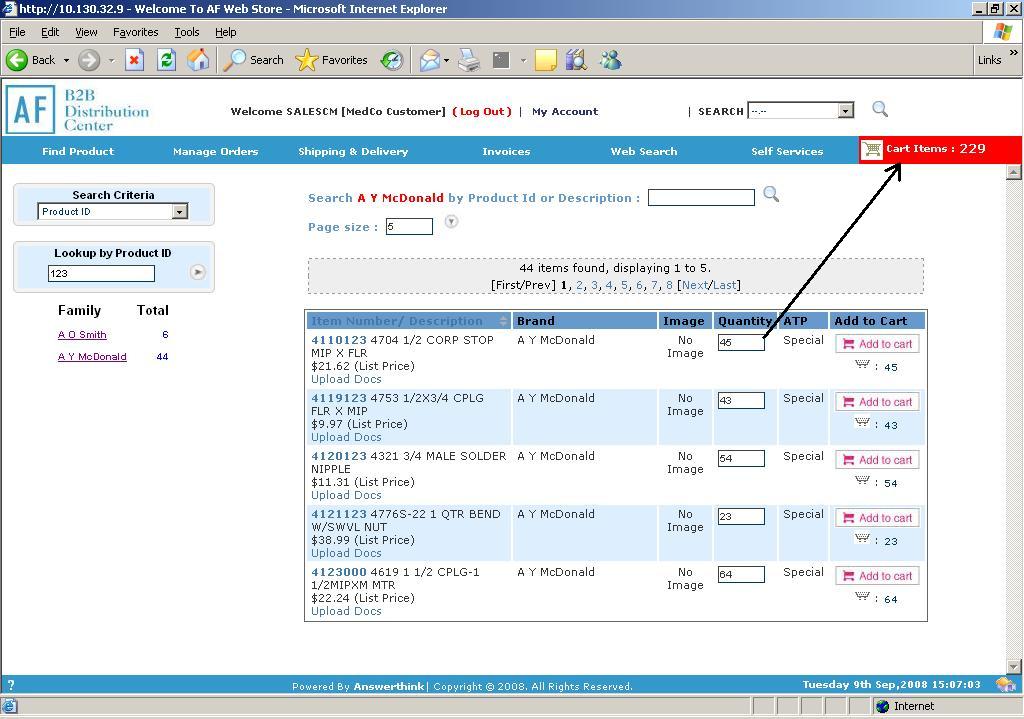 http://10.130.32.9 - Welcome To AF Web Store - Microsoft Internet Explorer
File Edit View Favorites Tools Help
Back Search Favorites Links »
AF B2B Distribution Center
Welcome SALESCM [MedCo Customer] ( Log Out ) | My Account | SEARCH --.--
Find Product Manage Orders Shipping & Delivery Invoices Web Search Self Services Cart Items : 229
Search Criteria
Product ID
Lookup by Product ID
123
Family Total
A O Smith 6
A Y McDonald 44
Search A Y McDonald by Product Id or Description :
Page size : 5
44 items found, displaying 1 to 5.
[First/Prev] 1, 2, 3, 4, 5, 6, 7, 8 [Next/Last]
Item Number/ Description Brand Image Quantity ATP Add to Cart
4110123 4704 1/2 CORP STOP A Y McDonald No 45 Special Add to cart
MIP X FLR Image
$21.62 (List Price) : 45
Upload Docs
4119123 4753 1/2X3/4 CPLG A Y McDonald No 43 Special Add to cart
FLR X MIP Image
$9.97 (List Price) : 43
Upload Docs
4120123 4321 3/4 MALE SOLDER A Y McDonald No 54 Special Add to cart
NIPPLE Image
$11.31 (List Price) : 54
Upload Docs
4121123 4776S-22 1 QTR BEND A Y McDonald No 23 Special Add to cart
W/SWVL NUT Image
$38.99 (List Price) : 23
Upload Docs
4123000 4619 1 1/2 CPLG-1 A Y McDonald No 64 Special Add to cart
1/2MIPXM MTR Image
$22.24 (List Price) : 64
Upload Docs
? Powered By Answerthink| Copyright © 2008. All Rights Reserved. Tuesday 9th Sep,2008 15:07:03
Internet